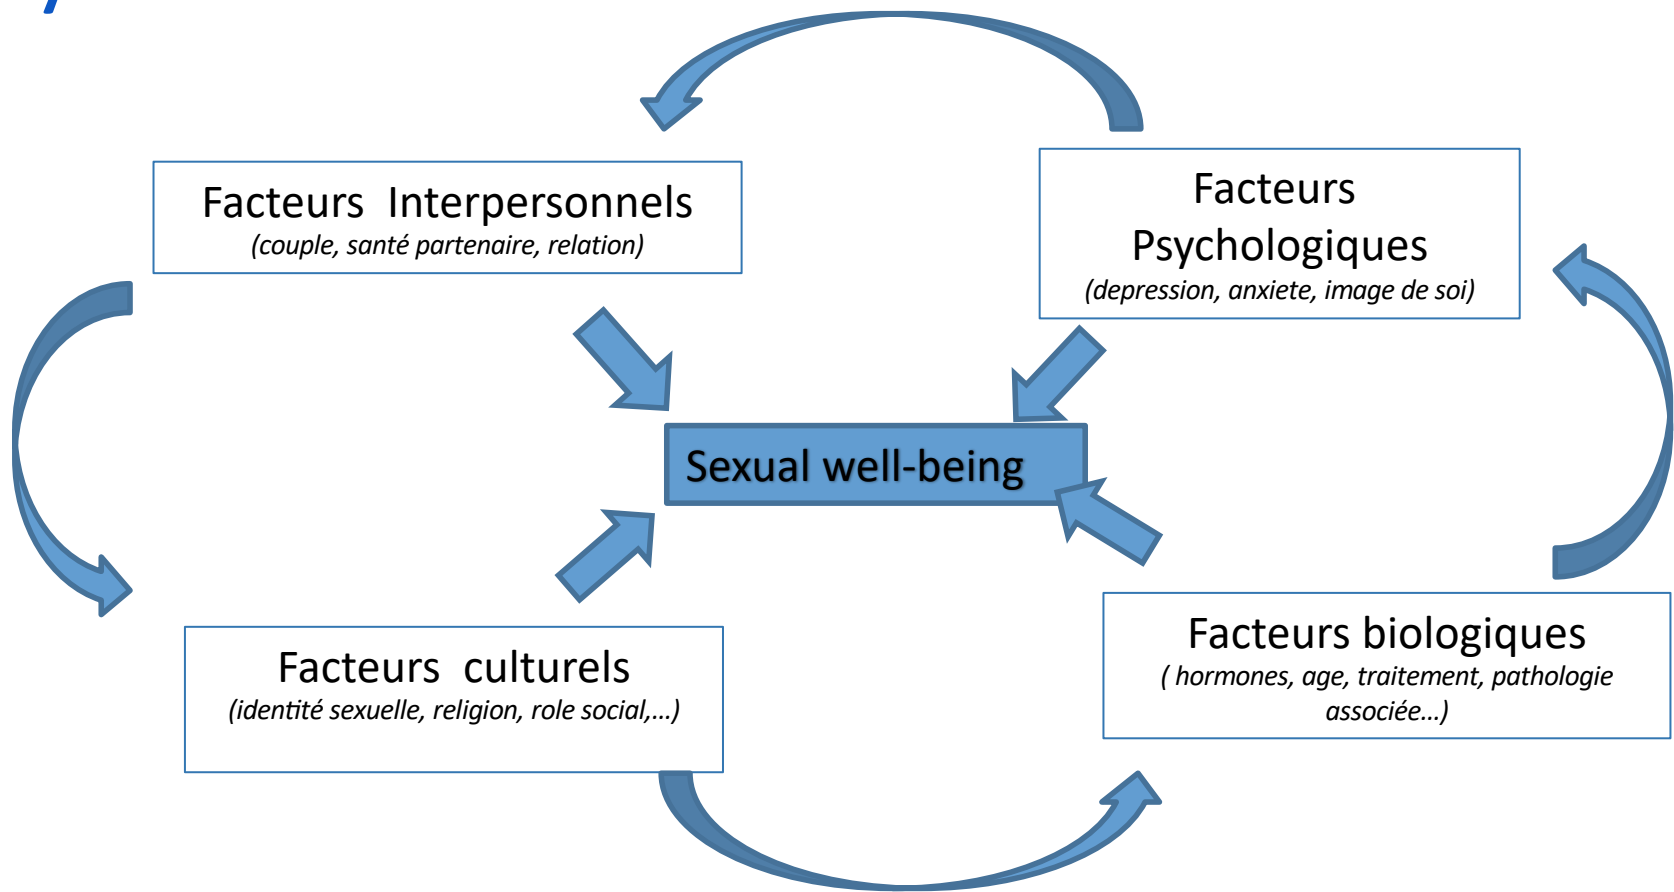 Facteurs  Interpersonnels
(couple, santé partenaire, relation)
Facteurs
Psychologiques
(depression, anxiete, image de soi)
Sexual well-being
Facteurs  culturels
(identité sexuelle, religion, role social,...)
Facteurs biologiques
( hormones, age, traitement, pathologie
associée...)